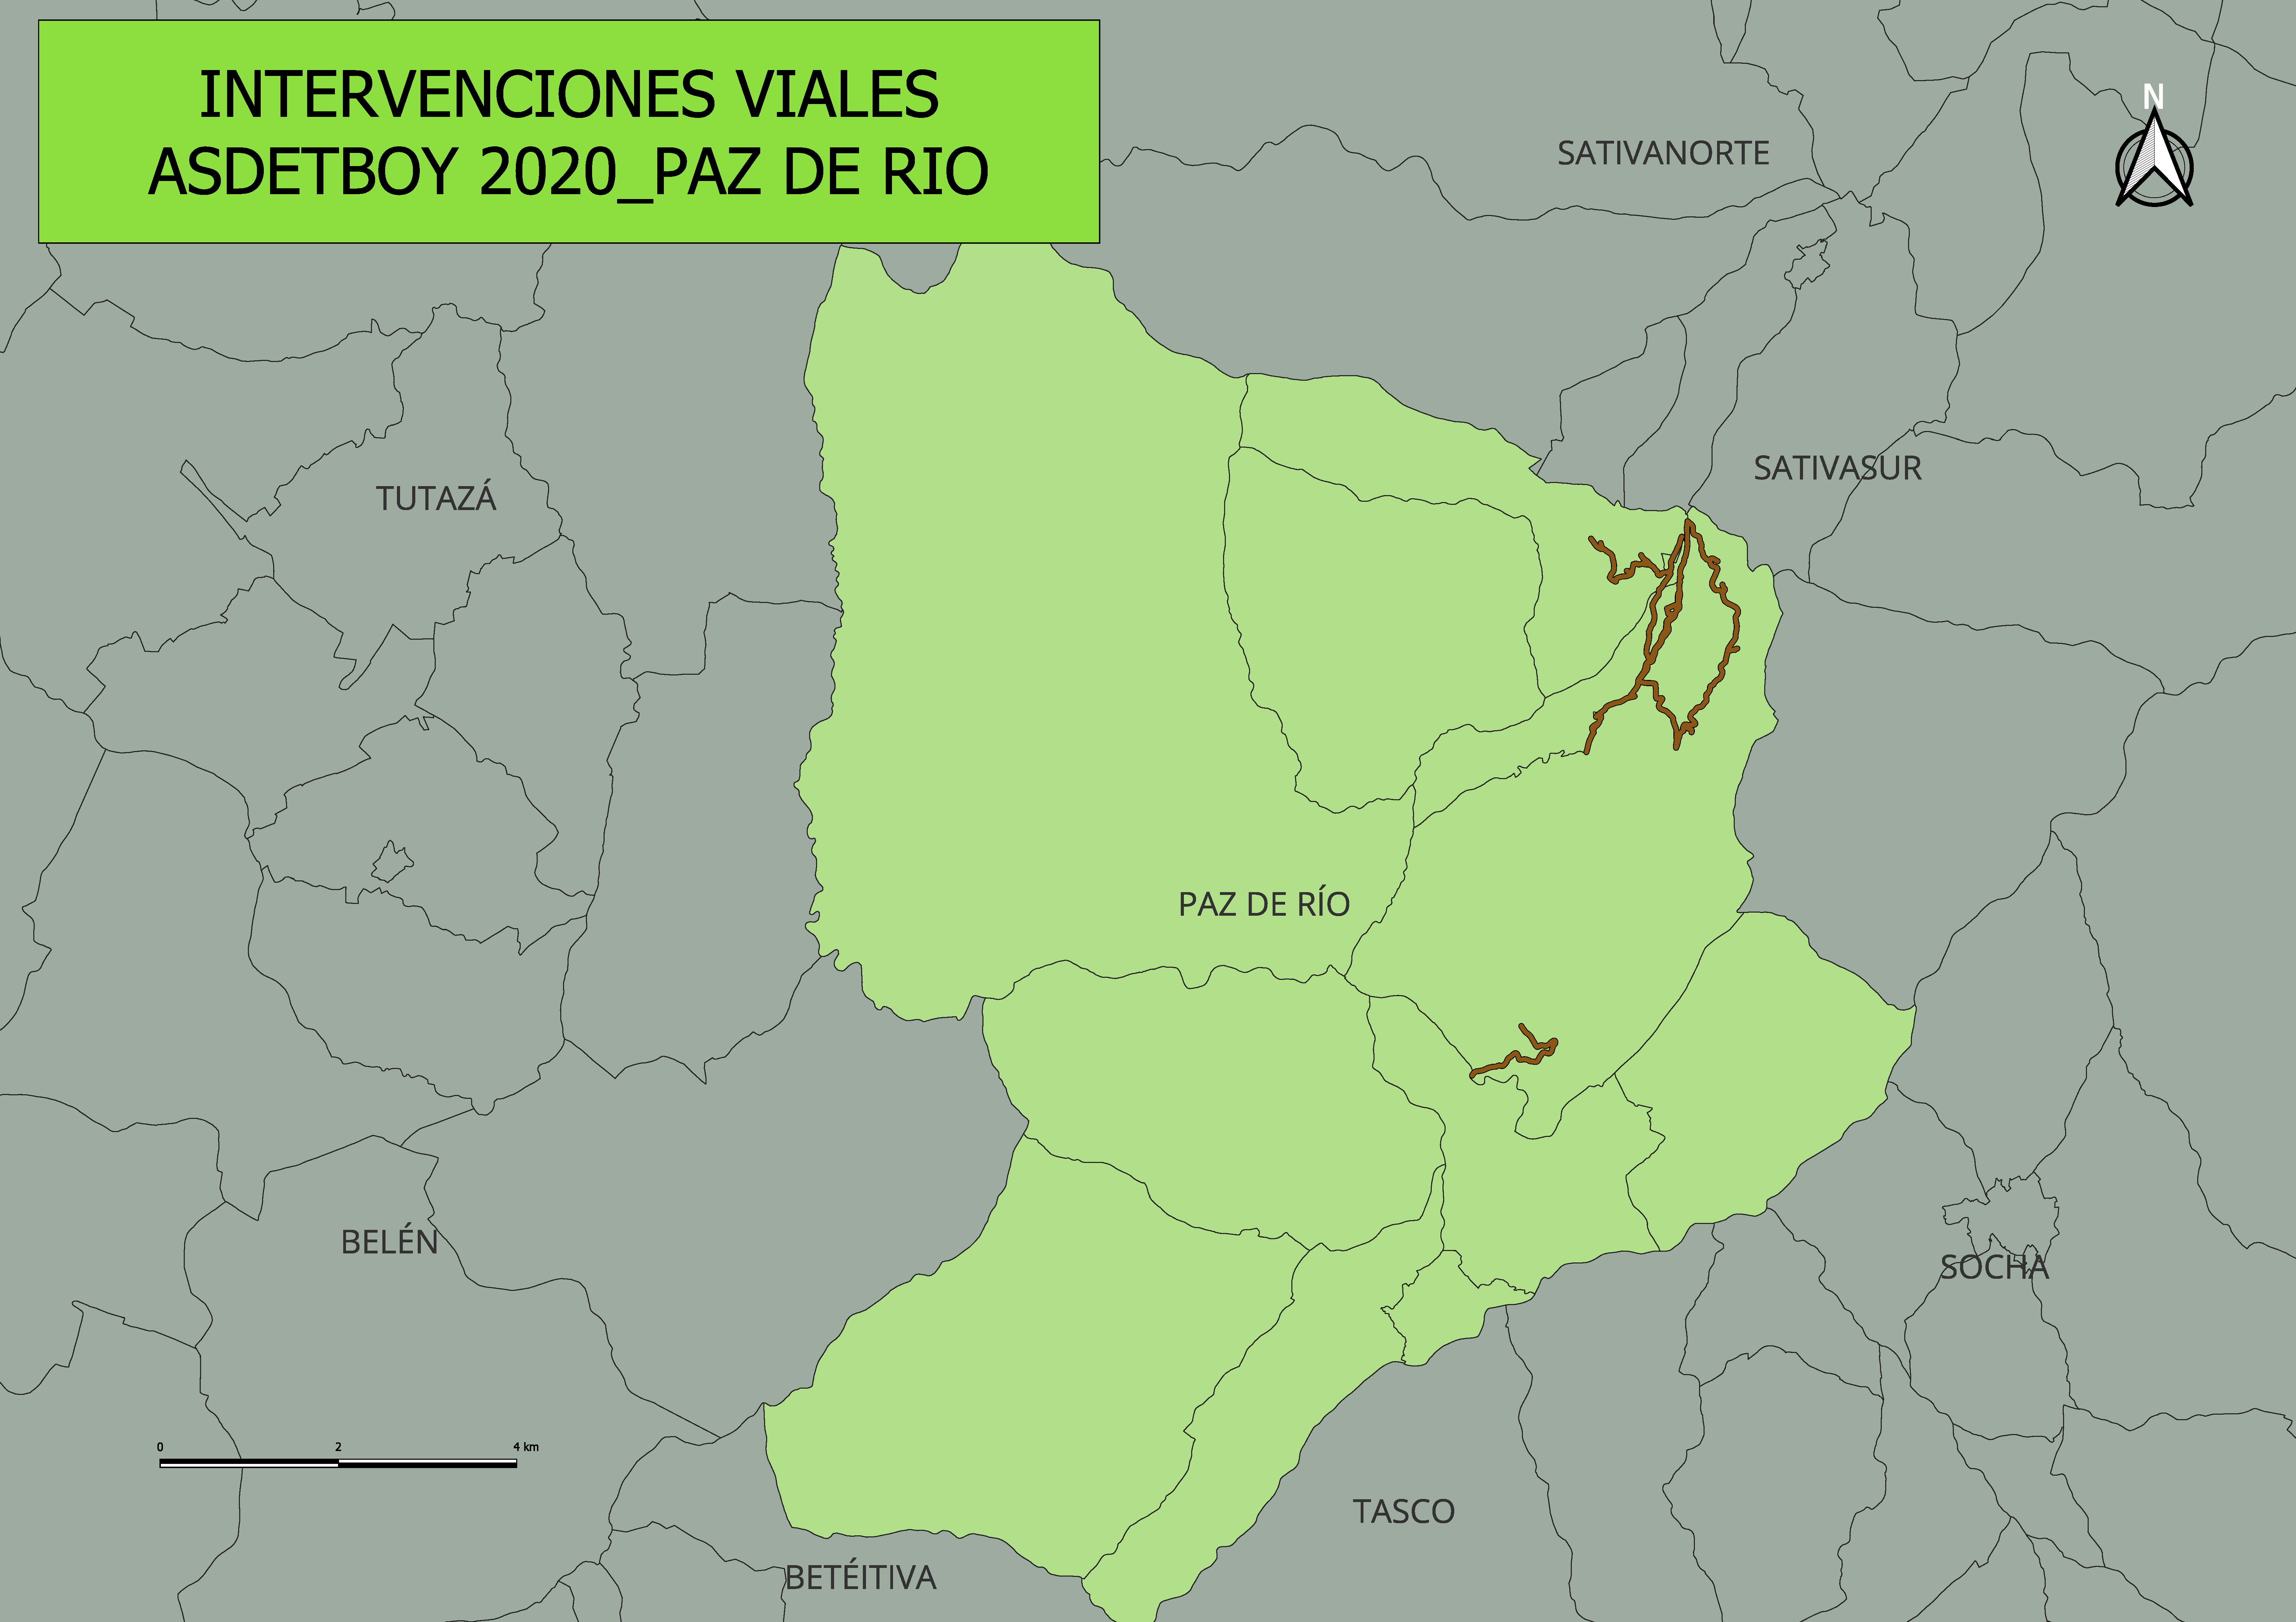 INTERVENCIONES VIALES
ASDETBOY 2020_PAZ DE RIO
N
SATIVANORTE
SATIVASUR
TUTAZÁ
PAZ DE RÍO
BELÉN
SOCHA
0 2 4 km
TASCO
BETÉITIVA